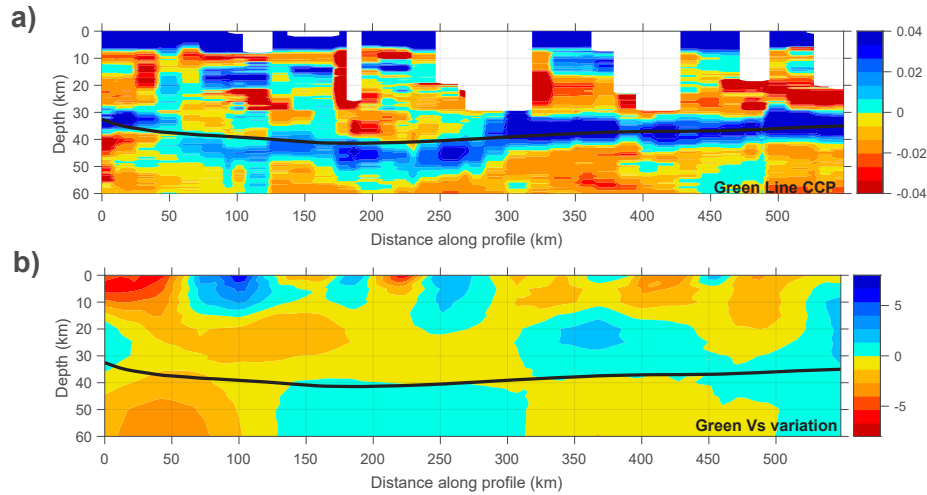 a)
0
10
20
30
40
50
60
Depth (km)
Green Line CCP
0.04
0.02
0
-0.02
-0.04
0 50 100 150 200 250 300 350 400 450 500
Distance along profile (km)
b)
0
10
20
30
40
50
60
Depth (km)
Green Vs variation
5
0
-5
0 50 100 150 200 250 300 350 400 450 500
Distance along profile (km)